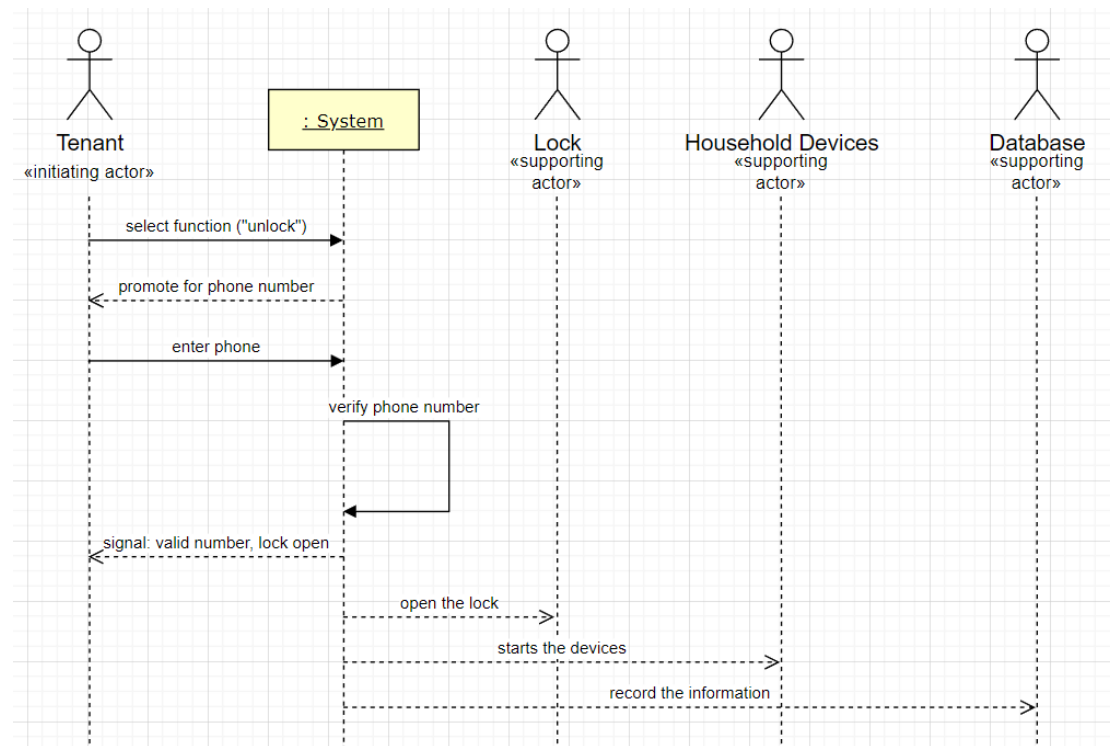 : System
Tenant
«initiating actor»
Lock
«supporting
actor»
Household Devices
«supporting
actor»
Database
«supporting
actor»
select function ("unlock")
promote for phone number
enter phone
verify phone number
signal: valid number, lock open
open the lock
starts the devices
record the information